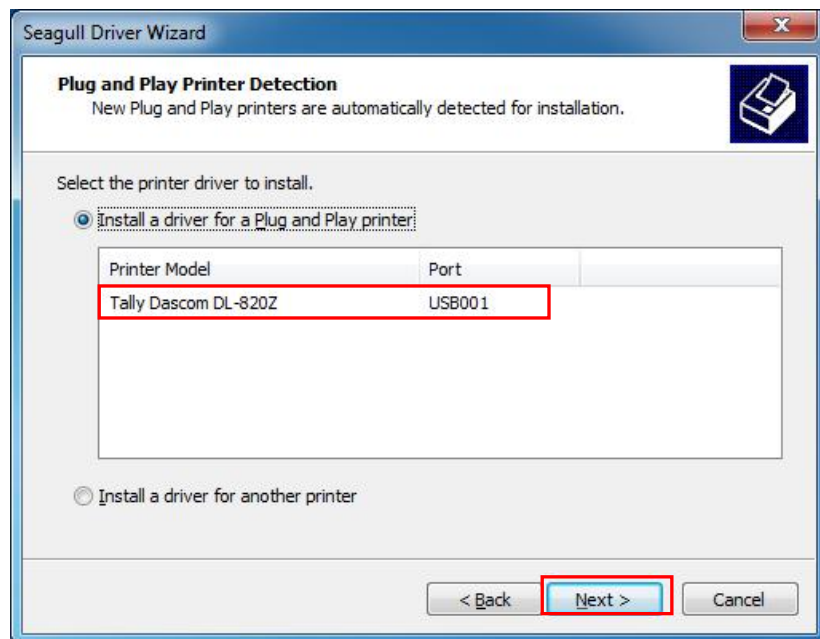 Seagull Driver Wizard
Plug and Play Printer Detection
New Plug and Play printers are automatically detected for installation.
Select the printer driver to install.
Install a driver for a Plug and Play printer
Printer Model Port
Tally Dascom DL-820Z USB001
Install a driver for another printer
< Back Next > Cancel